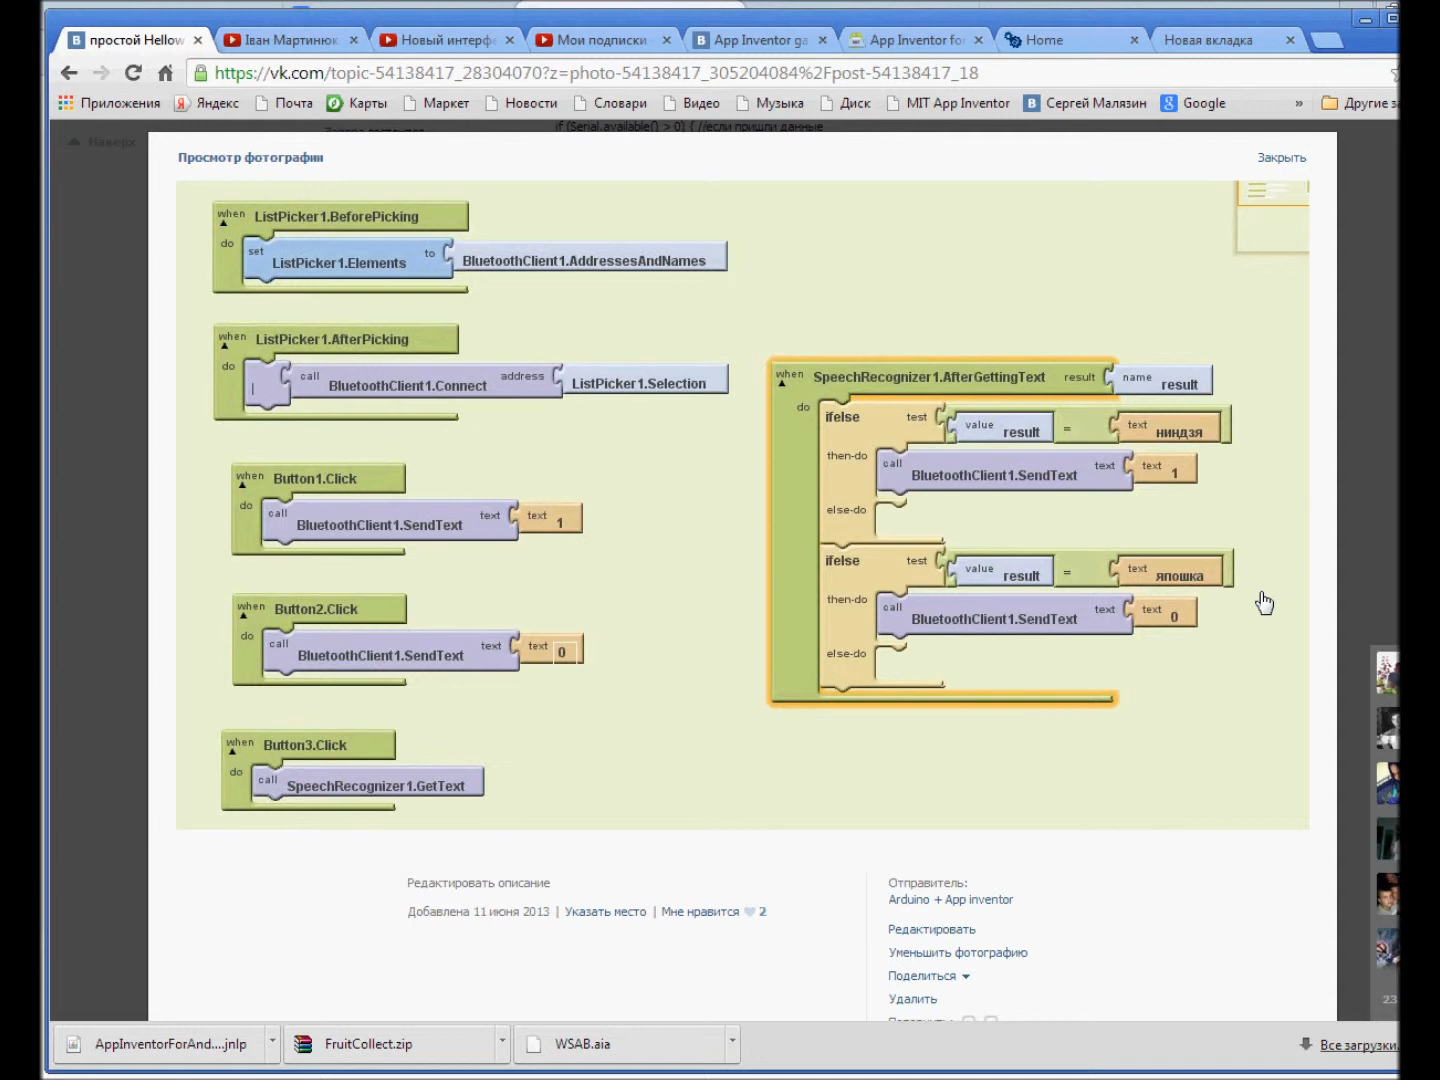 простой Hellow
Іван Мартинюк
Новый интерфе
Мои подписки
App Inventor ga
App Inventor for
Home
Новая вкладка
https://vk.com/topic-54138417_28304070?z=photo-54138417_305204084%2Fpost-54138417_18
Приложения Яндекс Почта Карты Маркет Новости Словари Видео Музыка Диск MIT App Inventor Сергей Малязин Google » Другие за
Наверх
if (Serial.available() > 0) { //если пришли данные
Просмотр фотографии
Закрыть
when ListPicker1.BeforePicking
do set ListPicker1.Elements to BluetoothClient1.AddressesAndNames
when ListPicker1.AfterPicking
do call BluetoothClient1.Connect address ListPicker1.Selection
when Button1.Click
do call BluetoothClient1.SendText text text 1
when Button2.Click
do call BluetoothClient1.SendText text text 0
when Button3.Click
do call SpeechRecognizer1.GetText
when SpeechRecognizer1.AfterGettingText result name result
do ifelse test value result = text ниндзя
then-do call BluetoothClient1.SendText text text 1
else-do
ifelse test value result = text япошка
then-do call BluetoothClient1.SendText text text 0
else-do
Редактировать описание
Добавлена 11 июня 2013 | Указать место | Мне нравится 2
Отправитель:
Arduino + App inventor
Редактировать
Уменьшить фотографию
Поделиться
Удалить
23
AppInventorForAnd....jnlp
FruitCollect.zip
WSAB.aia
Все загрузки